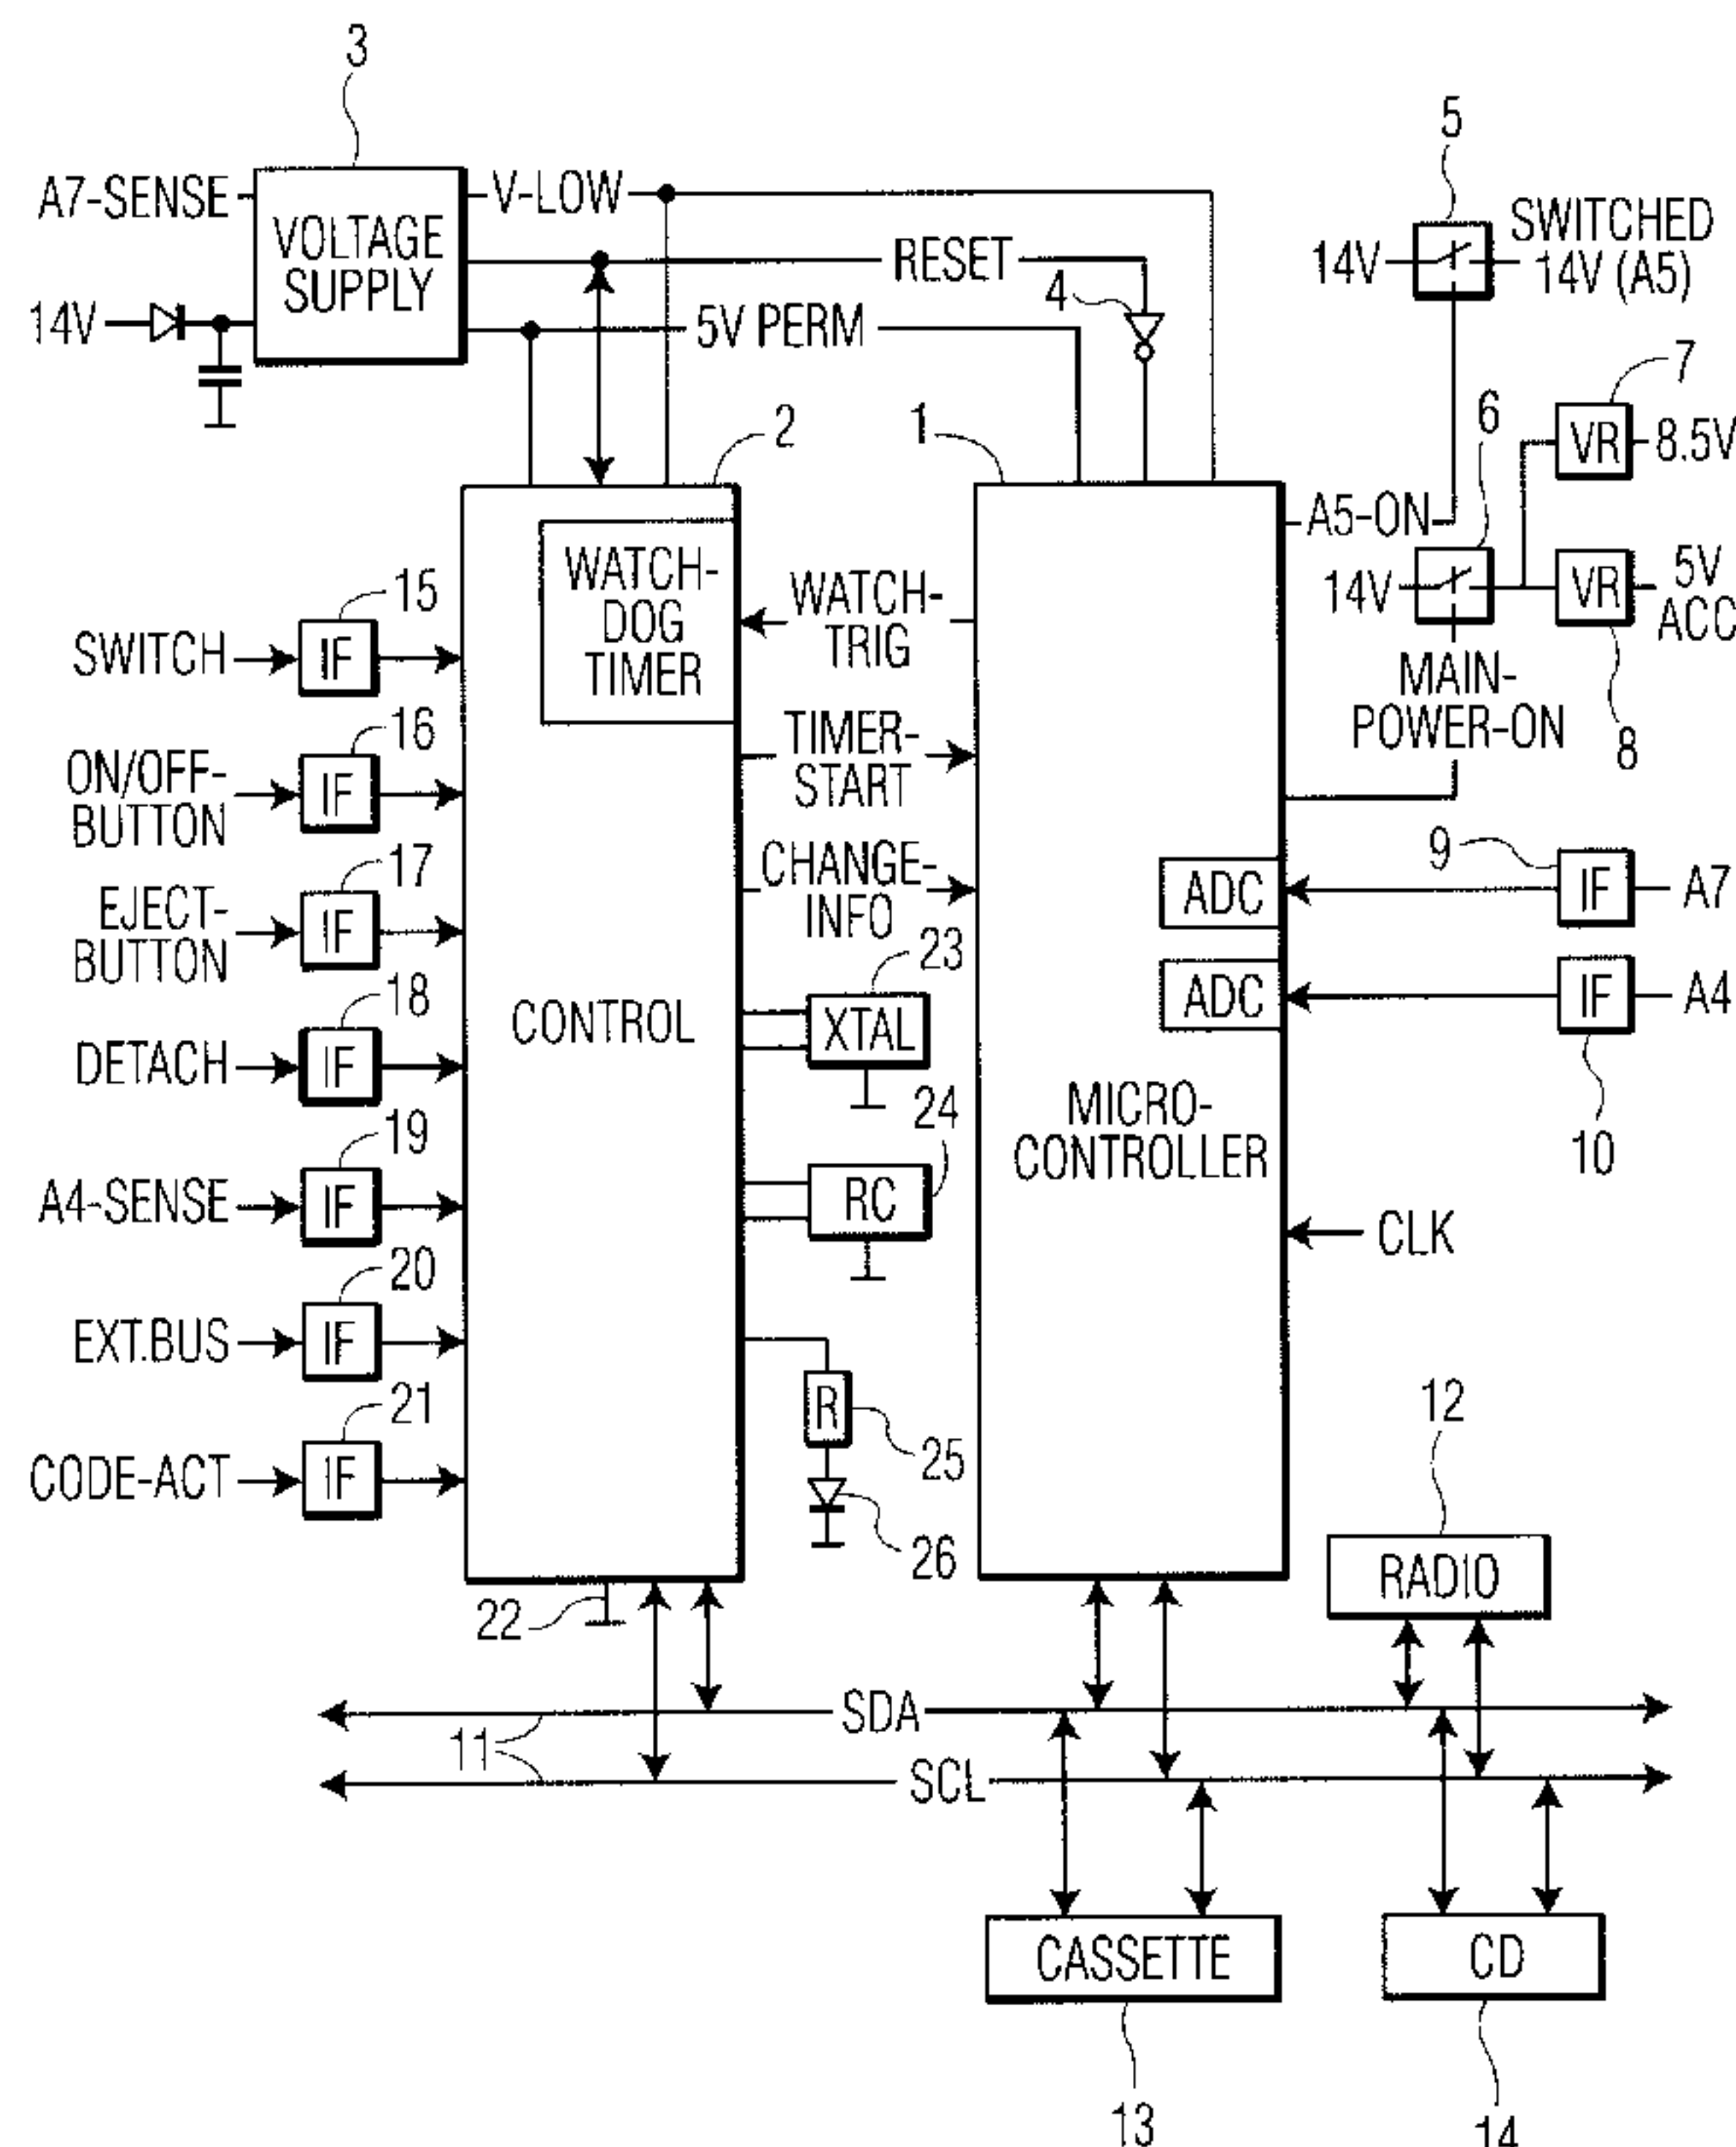 3
5
A7-SENSE
V-LOW
VOLTAGE
SUPPLY
RESET
14V
SWITCHED
14V (A5)
4
14V
5V PERM
7
2
1
6
VR
8.5V
A5-ON
WATCH-
DOG
TIMER
WATCH-
TRIG
14V
VR
5V
ACC
15
SWITCH
IF
MAIN-
POWER-ON
8
16
ON/OFF-
BUTTON
IF
TIMER-
START
17
EJECT-
BUTTON
IF
CHANGE-
INFO
ADC
9
IF
A7
23
18
DETACH
IF
CONTROL
XTAL
ADC
IF
A4
10
24
19
A4-SENSE
IF
RC
MICRO-
CONTROLLER
CLK
20
EXT.BUS
IF
21
CODE-ACT
IF
R
25
26
12
RADIO
22
SDA
11
SCL
CASSETTE
CD
13
14